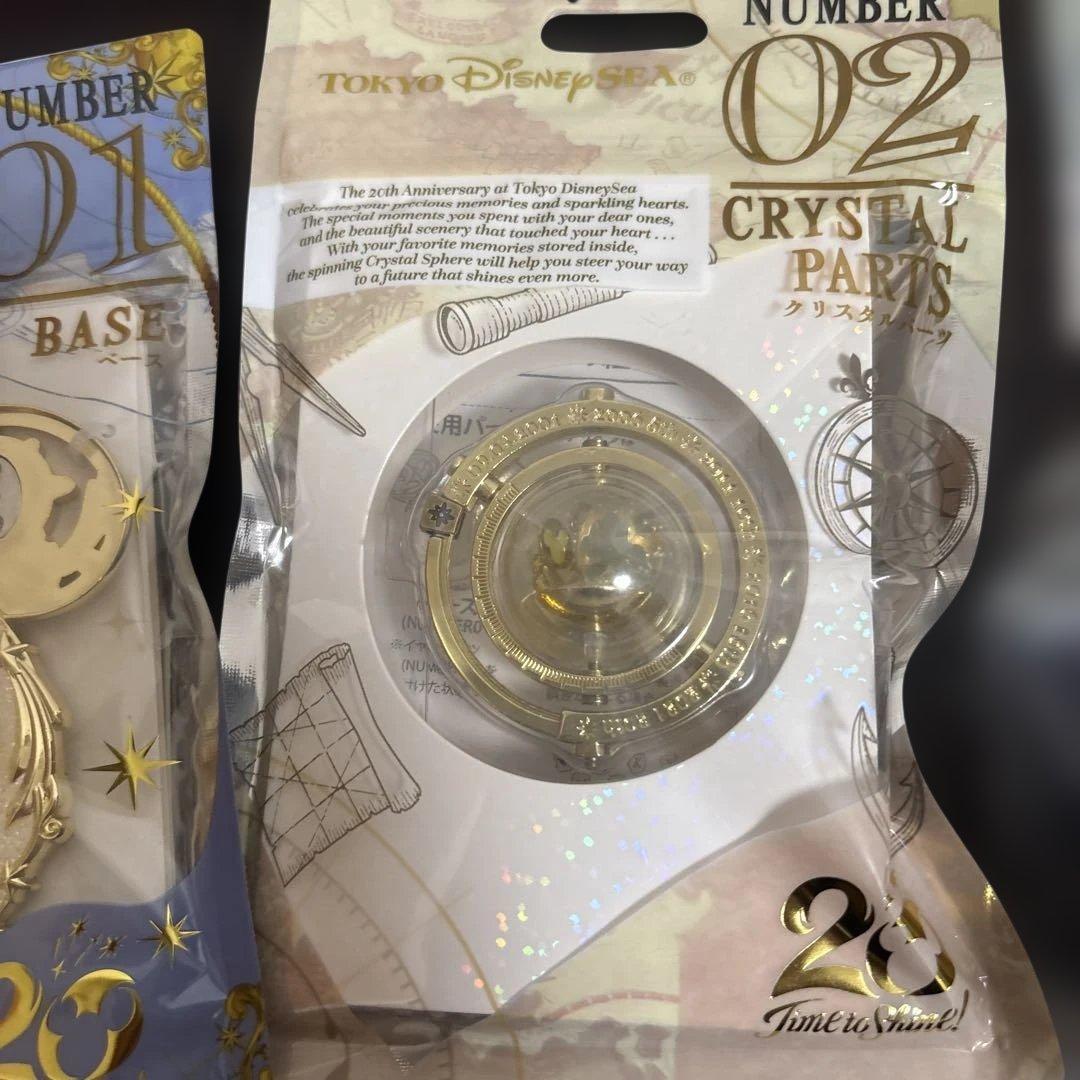 NUMBER
01
BASE
ベース
20
NUMBER
02
TOKYO DISNEYSEA®
CRYSTAL
PARTS
クリスタルパーツ
The 20th Anniversary at Tokyo DisneySea
celebrates your precious memories and sparkling hearts.
The special moments you spent with your dear ones,
and the beautiful scenery that touched your heart . . .
With your favorite memories stored inside,
the spinning Crystal Sphere will help you steer your way
to a future that shines even more.
用パー
20
Time to Shine!